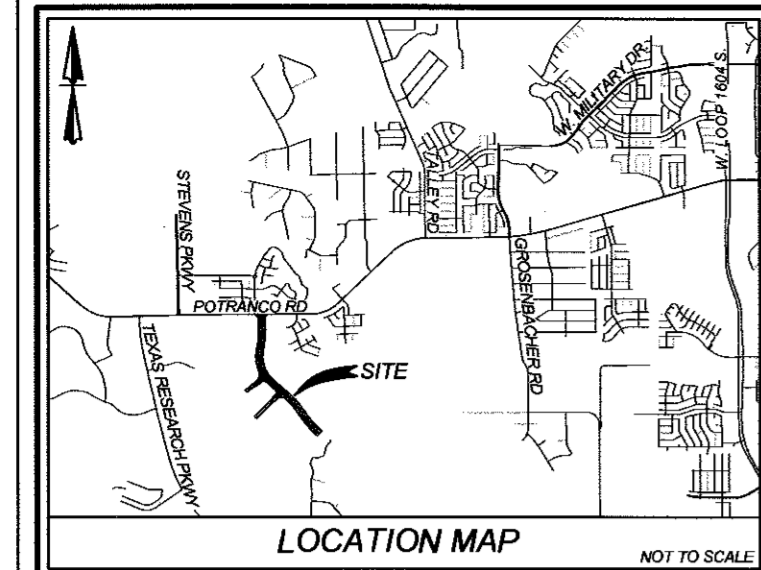 W. MILITARY DR.
W. LOOP 1604 S.
STEVENS PKWY
POTRANCO RD
GROSENBACHER RD
TEXAS RESEARCH PKWY
SITE
LOCATION MAP
NOT TO SCALE